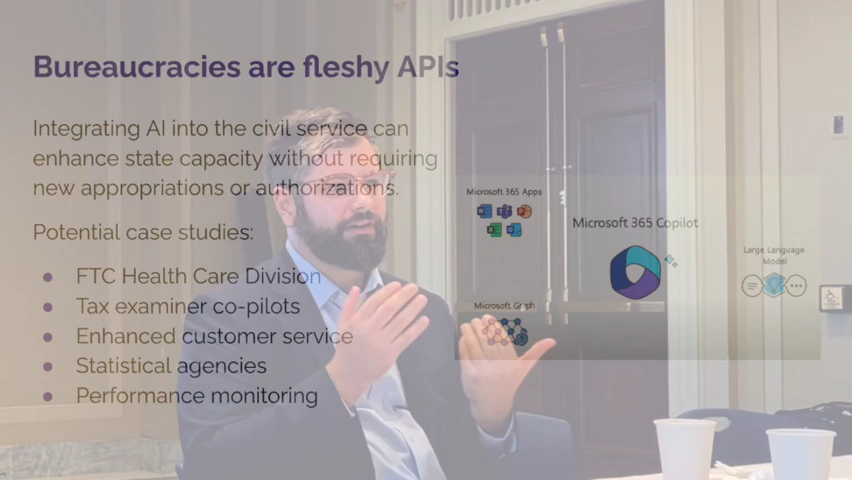 Bureaucracies are fleshy APIs
Integrating AI into the civil service can
enhance state capacity without requiring
new appropriations or authorizations.
Potential case studies:
● FTC Health Care Division
● Tax examiner co-pilots
● Enhanced customer service
● Statistical agencies
● Performance monitoring
Microsoft 365 Apps
Microsoft 365 Copilot
Large Language
Model
Microsoft Graph